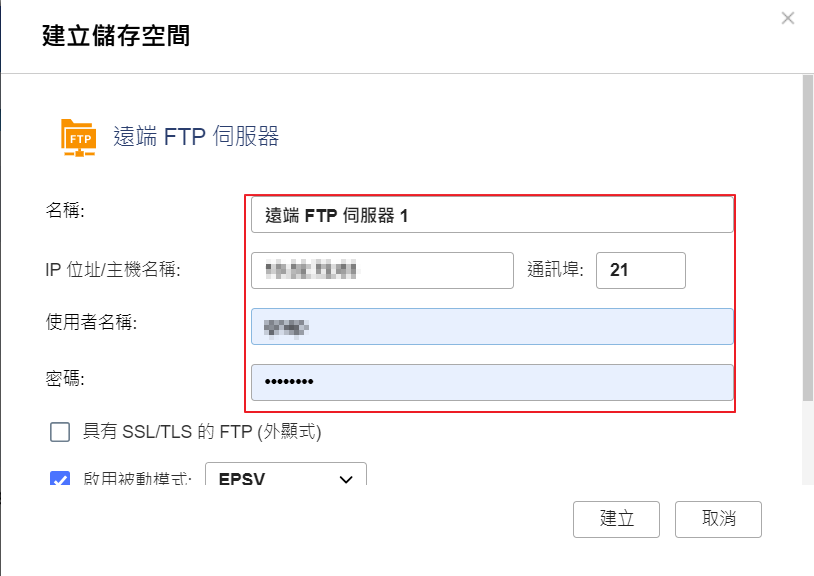 建立儲存空間
FTP
遠端 FTP 伺服器
名稱: 遠端 FTP 伺服器 1
IP 位址/主機名稱: 通訊埠: 21
使用者名稱:
密碼: ••••••••
具有 SSL/TLS 的 FTP (外顯式)
啟用被動模式: EPSV
建立 取消